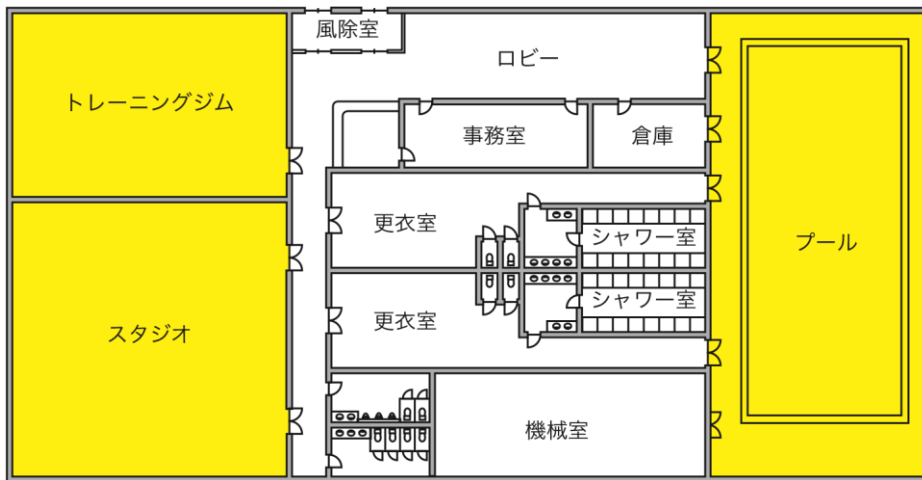 風除室
ロビー
トレーニングジム
事務室
倉庫
更衣室
シャワー室
プール
シャワー室
更衣室
スタジオ
機械室